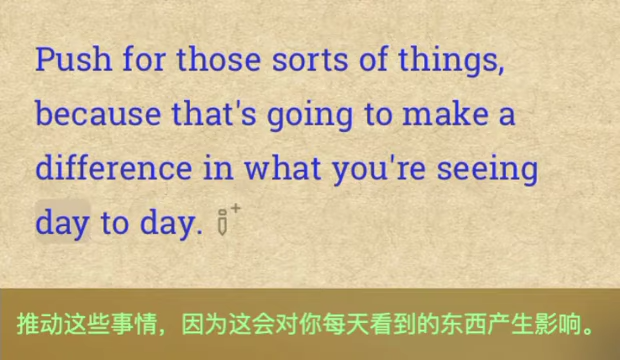 Push for those sorts of things,
because that's going to make a
difference in what you're seeing
day to day.
推动这些事情，因为这会对你每天看到的东西产生影响。